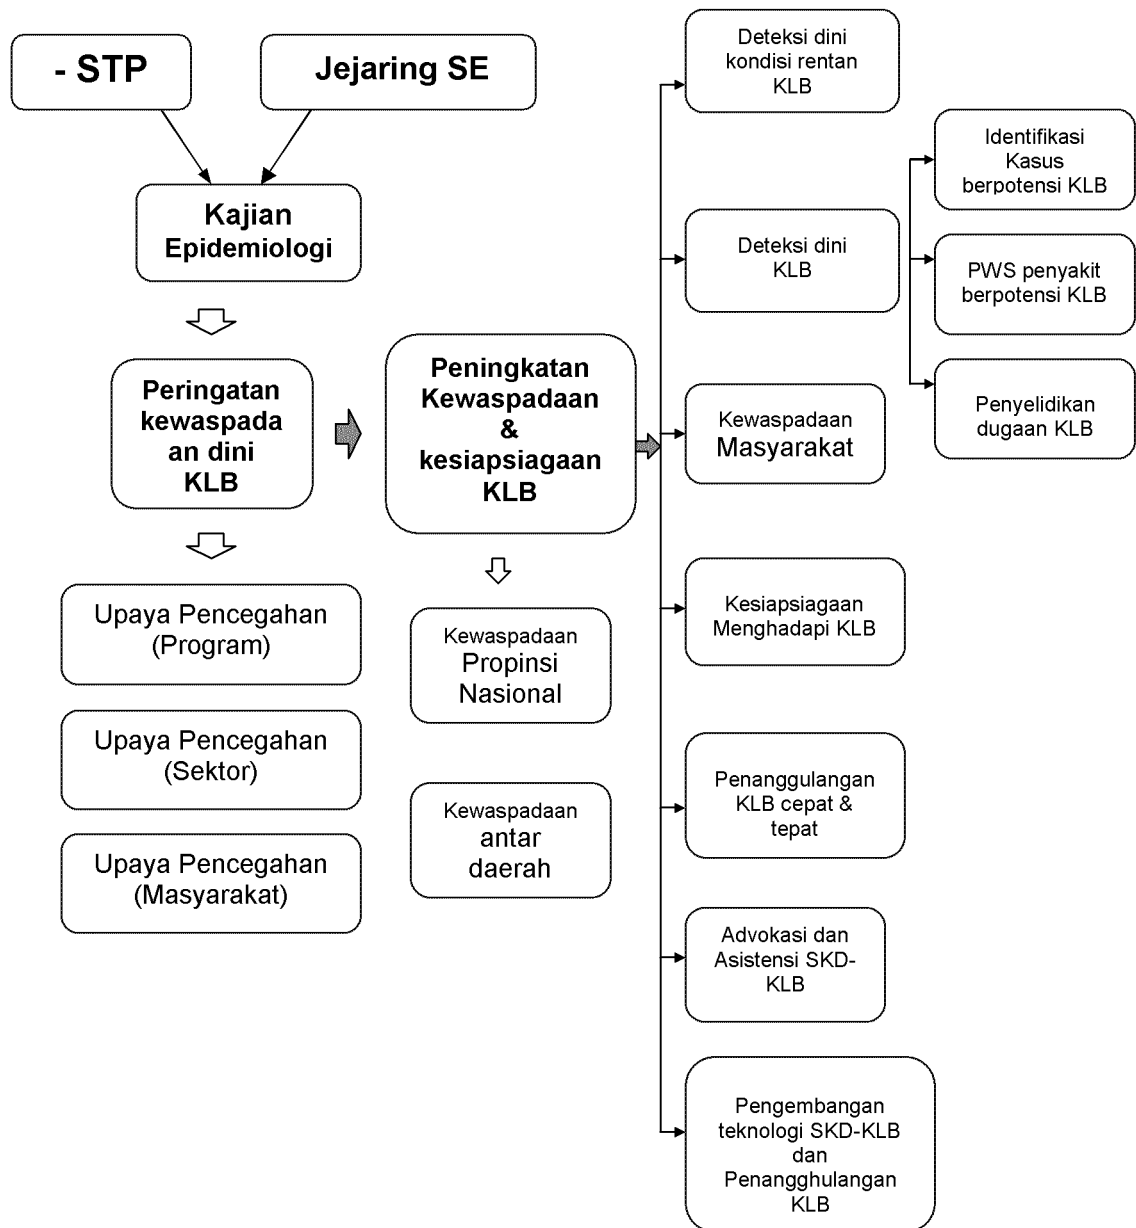 - STP
Jejaring SE
Kajian
Epidemiologi
Peringatan
kewaspada
an dini
KLB
Upaya Pencegahan
(Program)
Upaya Pencegahan
(Sektor)
Upaya Pencegahan
(Masyarakat)
Peningkatan
Kewaspadaan
&
kesiapsiagaan
KLB
Kewaspadaan
Propinsi
Nasional
Kewaspadaan
antar
daerah
Deteksi dini
kondisi rentan
KLB
Deteksi dini
KLB
Identifikasi
Kasus
berpotensi KLB
PWS penyakit
berpotensi KLB
Penyelidikan
dugaan KLB
Kewaspadaan
Masyarakat
Kesiapsiagaan
Menghadapi KLB
Penanggulangan
KLB cepat &
tepat
Advokasi dan
Asistensi SKD-
KLB
Pengembangan
teknologi SKD-KLB
dan
Penangghulangan
KLB